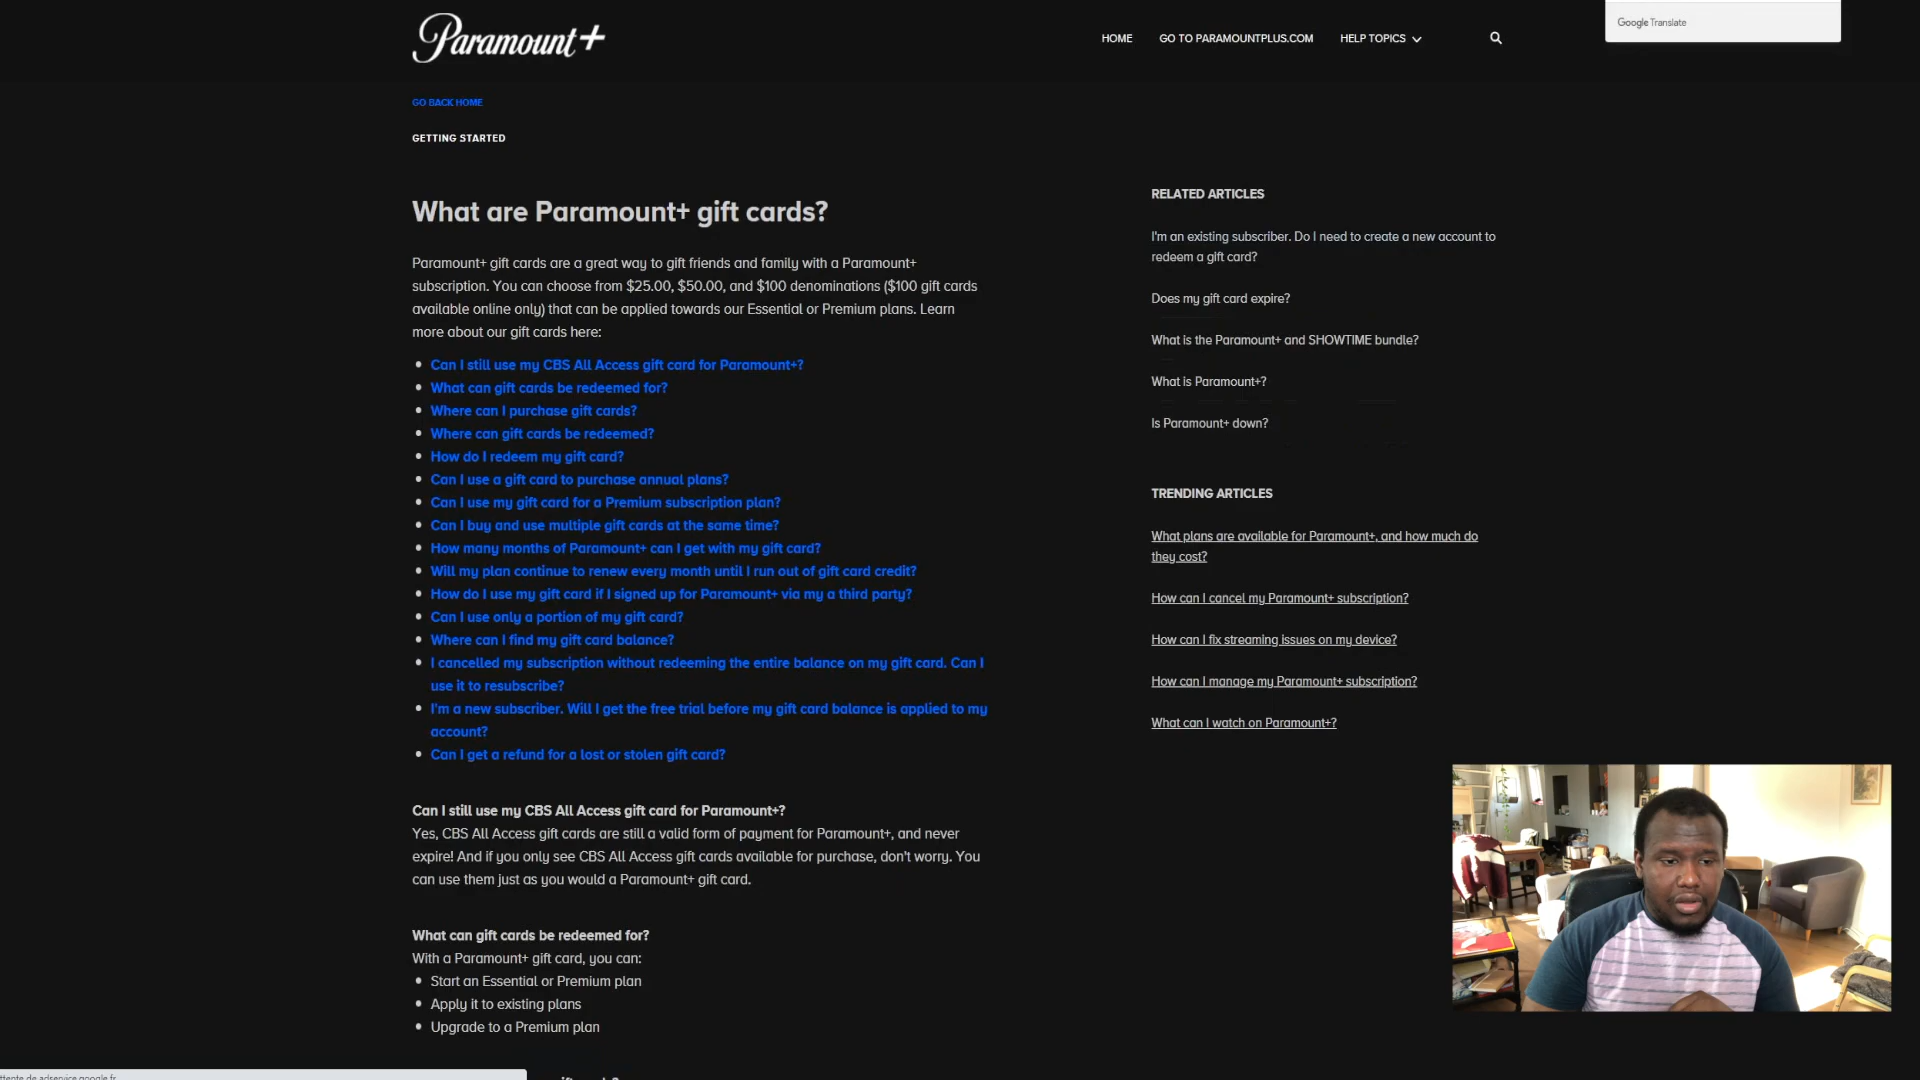 Paramount+
HOME
GO TO PARAMOUNTPLUS.COM
HELP TOPICS
Google Translate
GO BACK HOME
GETTING STARTED
What are Paramount+ gift cards?
Paramount+ gift cards are a great way to gift friends and family with a Paramount+
subscription. You can choose from $25.00, $50.00, and $100 denominations ($100 gift cards
available online only) that can be applied towards our Essential or Premium plans. Learn
more about our gift cards here:
• Can I still use my CBS All Access gift card for Paramount+?
• What can gift cards be redeemed for?
• Where can I purchase gift cards?
• Where can gift cards be redeemed?
• How do I redeem my gift card?
• Can I use a gift card to purchase annual plans?
• Can I use my gift card for a Premium subscription plan?
• Can I buy and use multiple gift cards at the same time?
• How many months of Paramount+ can I get with my gift card?
• Will my plan continue to renew every month until I run out of gift card credit?
• How do I use my gift card if I signed up for Paramount+ via my a third party?
• Can I use only a portion of my gift card?
• Where can I find my gift card balance?
• I cancelled my subscription without redeeming the entire balance on my gift card. Can I
use it to resubscribe?
• I'm a new subscriber. Will I get the free trial before my gift card balance is applied to my
account?
• Can I get a refund for a lost or stolen gift card?
Can I still use my CBS All Access gift card for Paramount+?
Yes, CBS All Access gift cards are still a valid form of payment for Paramount+, and never
expire! And if you only see CBS All Access gift cards available for purchase, don't worry. You
can use them just as you would a Paramount+ gift card.
What can gift cards be redeemed for?
With a Paramount+ gift card, you can:
• Start an Essential or Premium plan
• Apply it to existing plans
• Upgrade to a Premium plan
RELATED ARTICLES
I'm an existing subscriber. Do I need to create a new account to
redeem a gift card?
Does my gift card expire?
What is the Paramount+ and SHOWTIME bundle?
What is Paramount+?
Is Paramount+ down?
TRENDING ARTICLES
What plans are available for Paramount+, and how much do
they cost?
How can I cancel my Paramount+ subscription?
How can I fix streaming issues on my device?
How can I manage my Paramount+ subscription?
What can I watch on Paramount+?